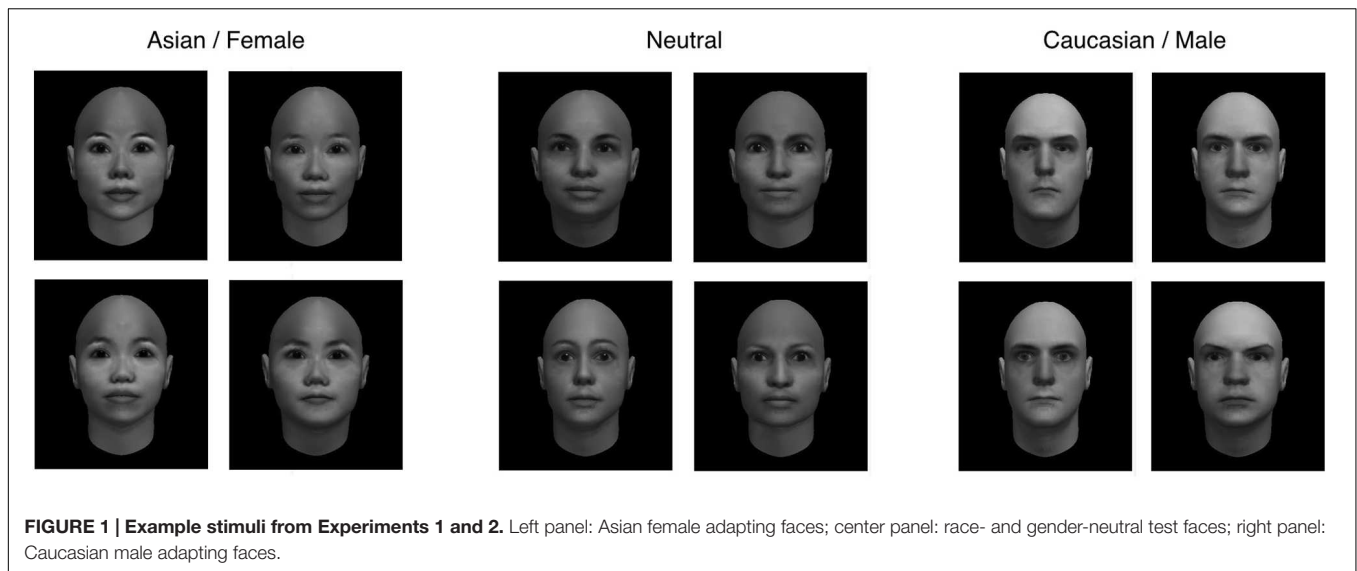 Asian / Female
Neutral
Caucasian / Male
FIGURE 1 | Example stimuli from Experiments 1 and 2. Left panel: Asian female adapting faces; center panel: race- and gender-neutral test faces; right panel:
Caucasian male adapting faces.